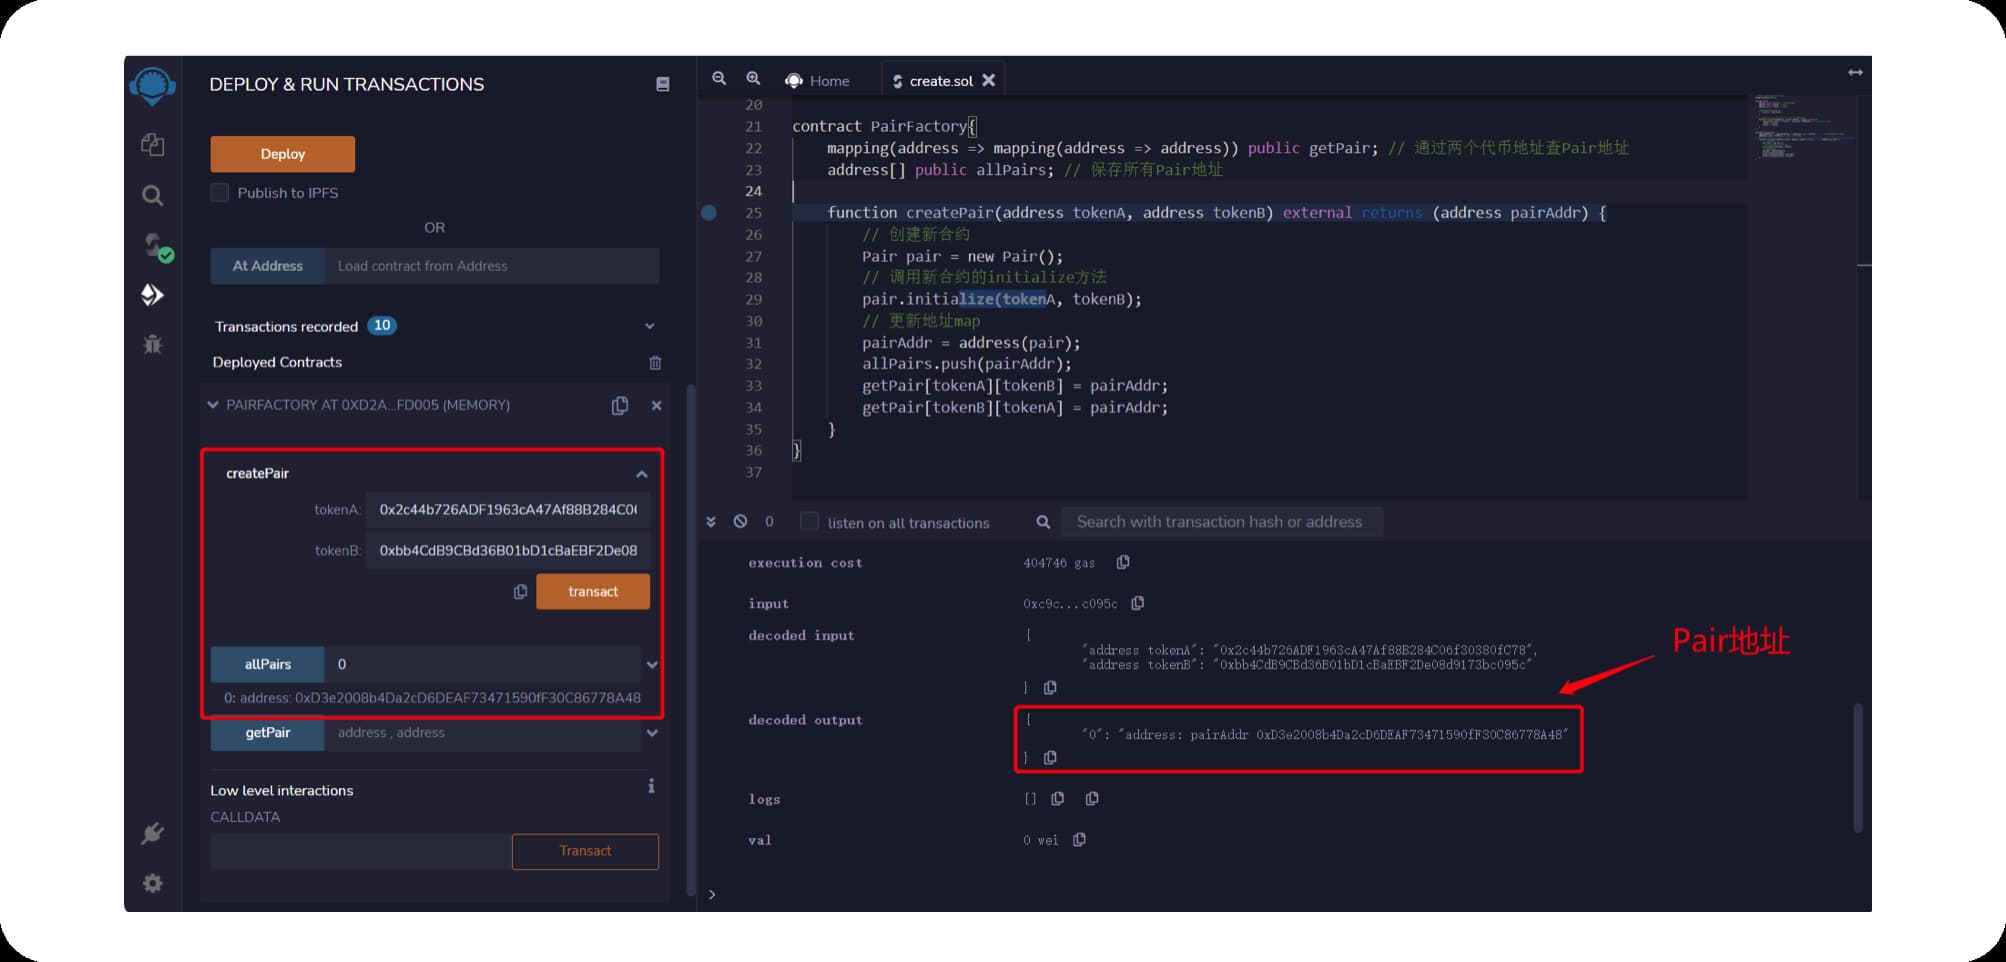 DEPLOY & RUN TRANSACTIONS
Deploy
Publish to IPFS
OR
At Address
Load contract from Address
Transactions recorded 10
Deployed Contracts
PAIRFACTORY AT 0XD2A...FD005 (MEMORY)
createPair
tokenA: 0x2c44b726ADF1963cA47Af88B284C0
tokenB: 0xbb4CdB9CBd36B01bD1cBaEBF2De08
transact
allPairs 0
0: address: 0xD3e2008b4Da2cD6DEAF73471590fF30C86778A48
getPair address , address
Low level interactions
i
CALLDATA
Transact
Home
create.sol
20
21 contract PairFactory{
22 mapping(address => mapping(address => address)) public getPair; // 通过两个代币地址查Pair地址
23 address[] public allPairs; // 保存所有Pair地址
24
25 function createPair(address tokenA, address tokenB) external returns (address pairAddr) {
26 // 创建新合约
27 Pair pair = new Pair();
28 // 调用新合约的initialize方法
29 pair.initialize(tokenA, tokenB);
30 // 更新地址map
31 pairAddr = address(pair);
32 allPairs.push(pairAddr);
33 getPair[tokenA][tokenB] = pairAddr;
34 getPair[tokenB][tokenA] = pairAddr;
35 }
36 }
37
0 listen on all transactions
Search with transaction hash or address
execution cost 404746 gas
input 0xc9c...c095c
decoded input {
"address tokenA": "0x2c44b726ADF1963cA47Af88B284C06f30380fC78",
"address tokenB": "0xbb4CdB9CBd36B01bD1cBaEBF2De08d9173bc095c"
}
decoded output {
"0": "address: pairAddr 0xD3e2008b4Da2cD6DEAF73471590fF30C86778A48"
}
logs []
val 0 wei
>
Pair地址